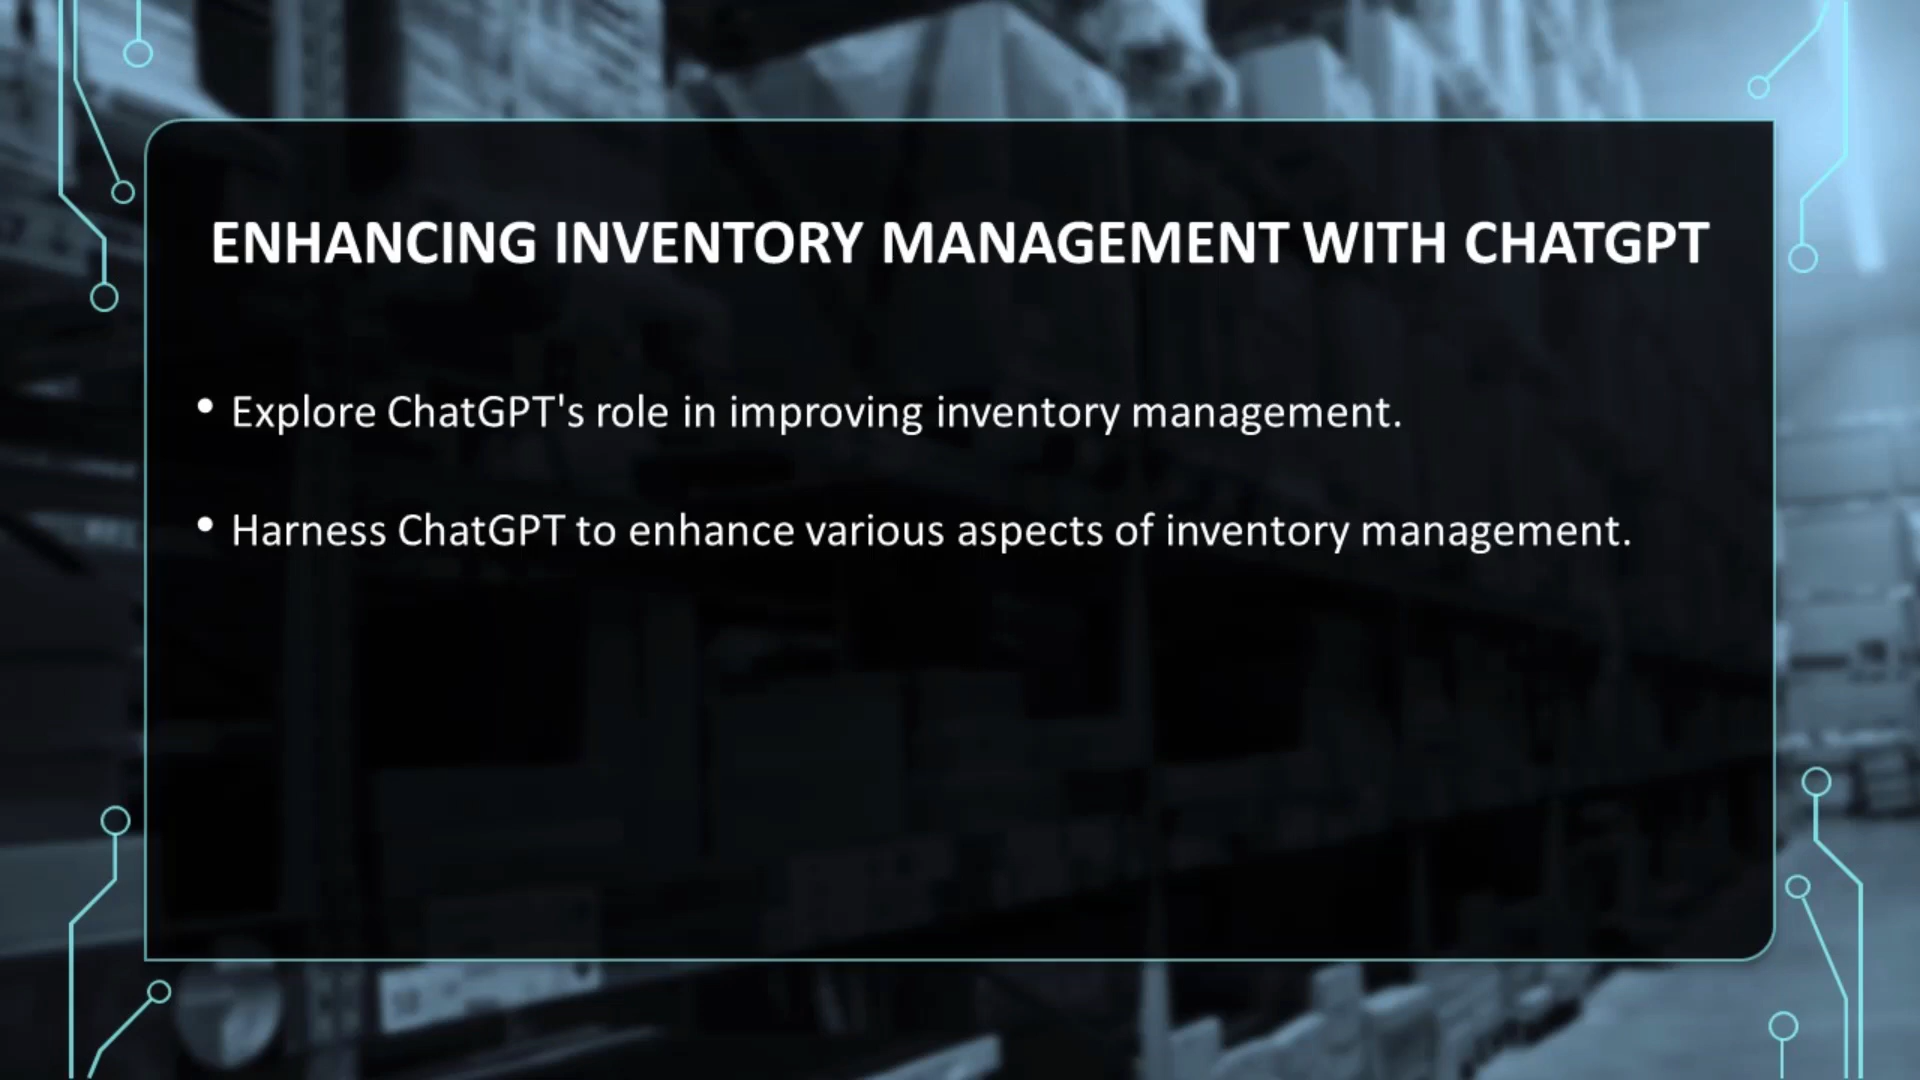 ENHANCING INVENTORY MANAGEMENT WITH CHATGPT
• Explore ChatGPT's role in improving inventory management.
• Harness ChatGPT to enhance various aspects of inventory management.